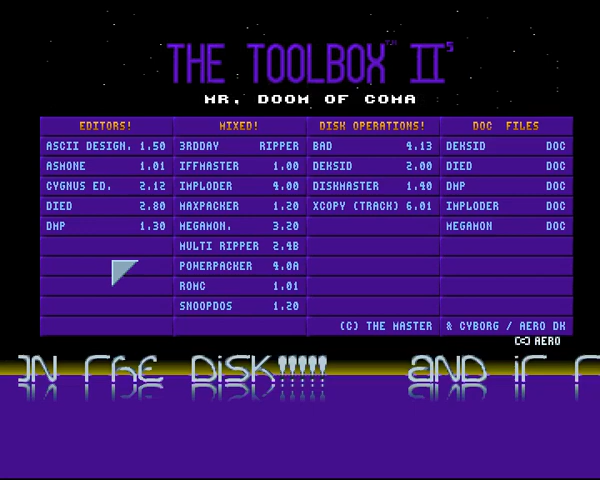 THE TOOLBOX™ II⁵
MR. DOOM OF COMA
EDITORS! MIXED! DISK OPERATIONS! DOC FILES
ASCII DESIGN. 1.50 3RDDAY RIPPER BAD 4.13 DEKSID DOC
ASMONE 1.01 IFFMASTER 1.00 DEKSID 2.00 DIED DOC
CYGNUS ED. 2.12 IMPLODER 4.00 DISKMASTER 1.40 DMP DOC
DIED 2.80 MAXPACKER 1.20 XCOPY (TRACK) 6.01 IMPLODER DOC
DMP 1.30 MEGAMON. 3.20 MEGAMON DOC
MULTI RIPPER 2.4B
POWERPACKER 4.0A
ROMC 1.01
SNOOPDOS 1.20
(C) THE MASTER & CYBORG / AERO DK
(C) AERO
IN THE DISK!!!!! AND IF